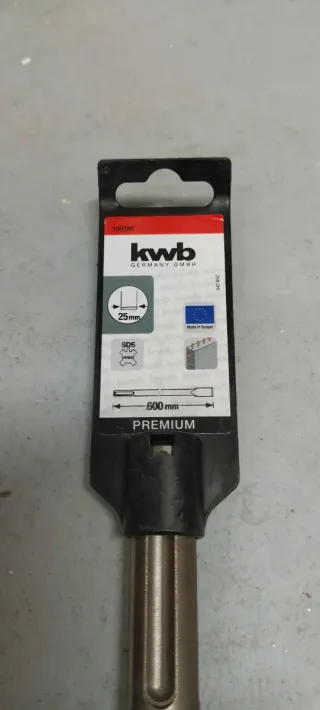 kwb
GERMANY GMBH
25mm
Made in Europe
SDS
600 mm
PREMIUM